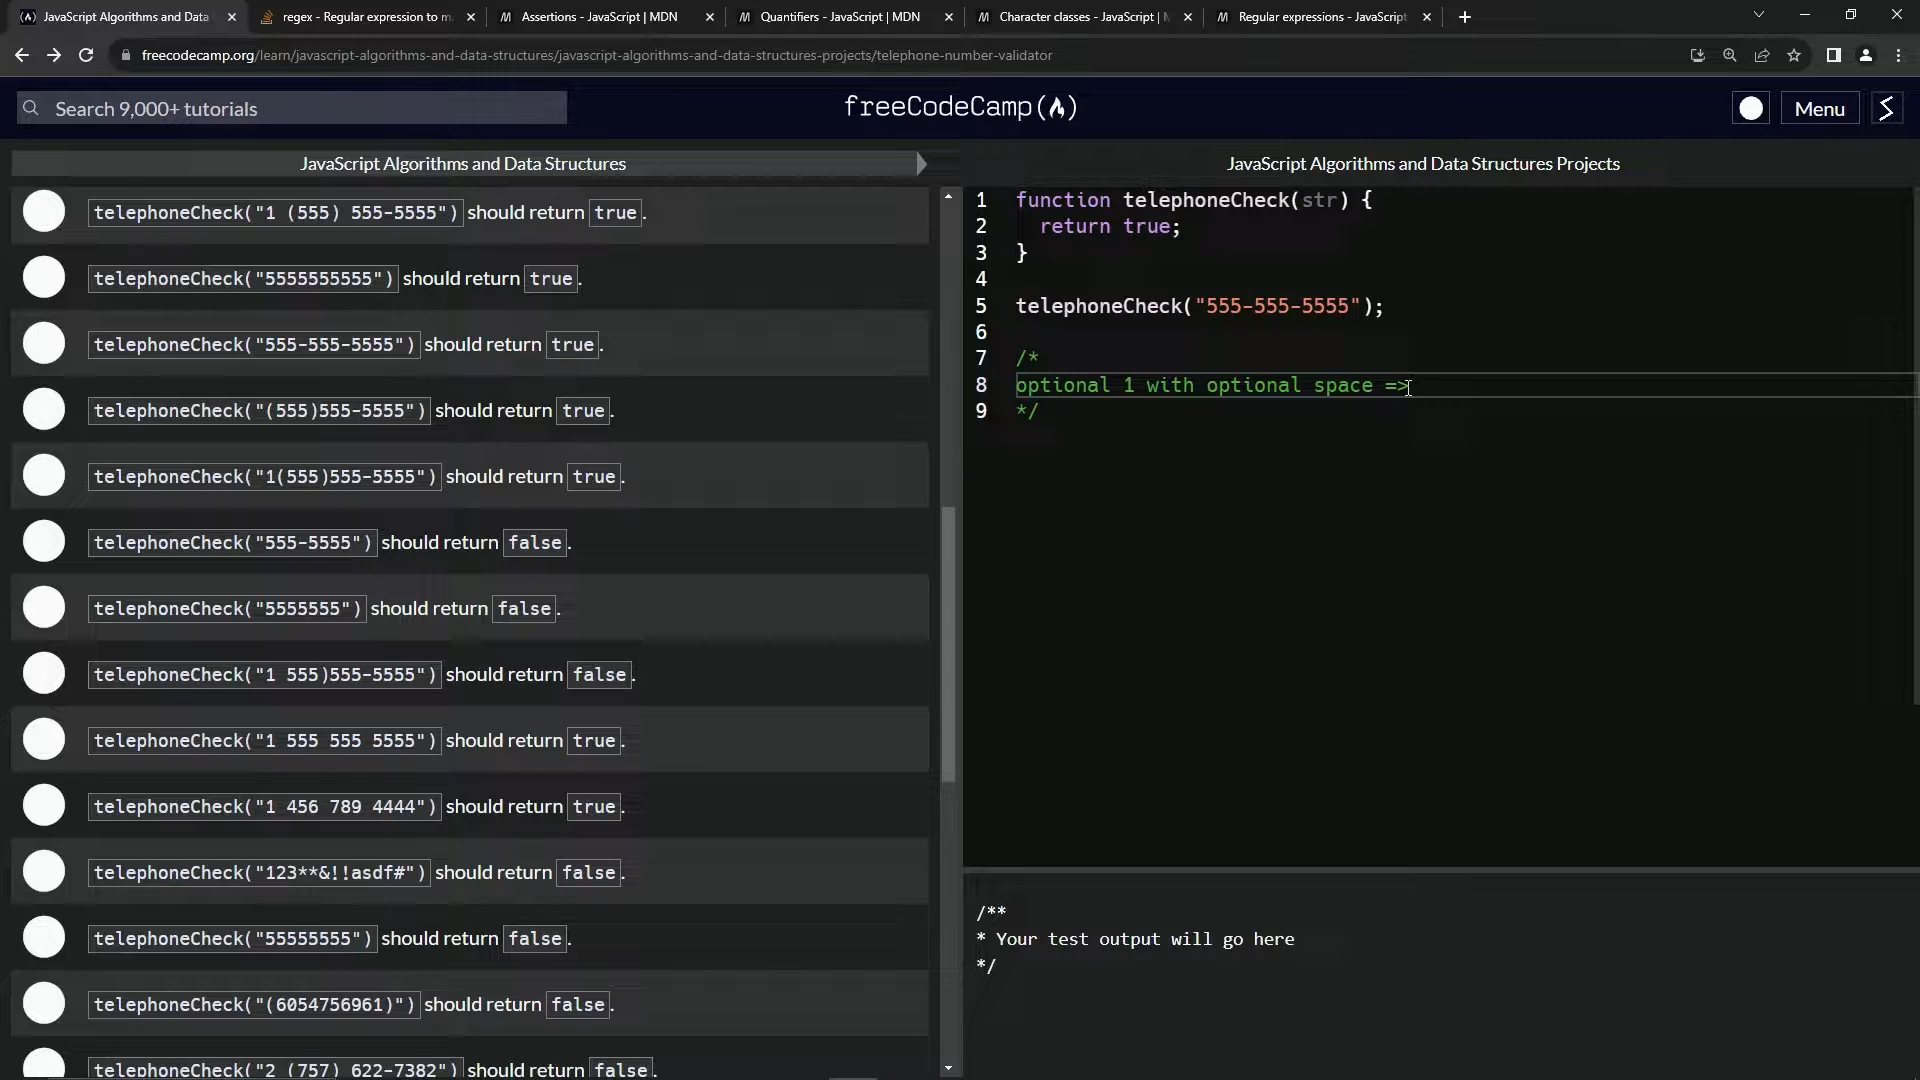 JavaScript Algorithms and Data
regex - Regular expression to m
Assertions - JavaScript | MDN
Quantifiers - JavaScript | MDN
Character classes - JavaScript |
Regular expressions - JavaScript
freecodecamp.org/learn/javascript-algorithms-and-data-structures/javascript-algorithms-and-data-structures-projects/telephone-number-validator
Search 9,000+ tutorials
freeCodeCamp
Menu
JavaScript Algorithms and Data Structures
telephoneCheck("1 (555) 555-5555") should return true.
telephoneCheck("5555555555") should return true.
telephoneCheck("555-555-5555") should return true.
telephoneCheck("(555)555-5555") should return true.
telephoneCheck("1(555)555-5555") should return true.
telephoneCheck("555-5555") should return false.
telephoneCheck("5555555") should return false.
telephoneCheck("1 555)555-5555") should return false.
telephoneCheck("1 555 555 5555") should return true.
telephoneCheck("1 456 789 4444") should return true.
telephoneCheck("123**&!!asdf#") should return false.
telephoneCheck("55555555") should return false.
telephoneCheck("(6054756961)") should return false.
telephoneCheck("2 (757) 622-7382") should return false.
JavaScript Algorithms and Data Structures Projects
1 function telephoneCheck(str) {
2 return true;
3 }
4
5 telephoneCheck("555-555-5555");
6
7 /*
8 optional 1 with optional space =>
9 */
/**
* Your test output will go here
*/